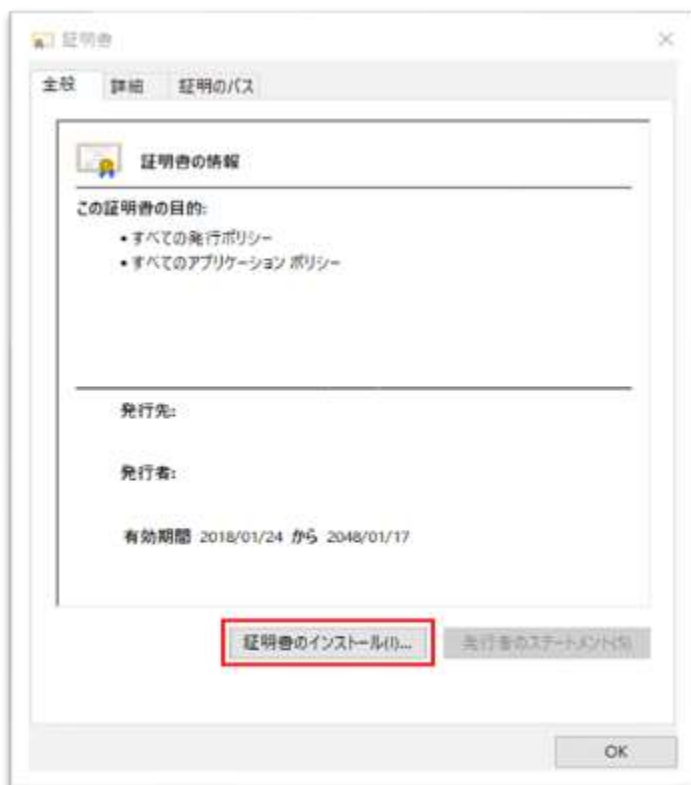 証明書
全般 詳細 証明のパス
証明書の情報
この証明書の目的:
• すべての発行ポリシー
• すべてのアプリケーション ポリシー
発行先:
発行者:
有効期間 2018/01/24 から 2048/01/17
証明書のインストール(I)... 発行者のステートメント(S)
OK